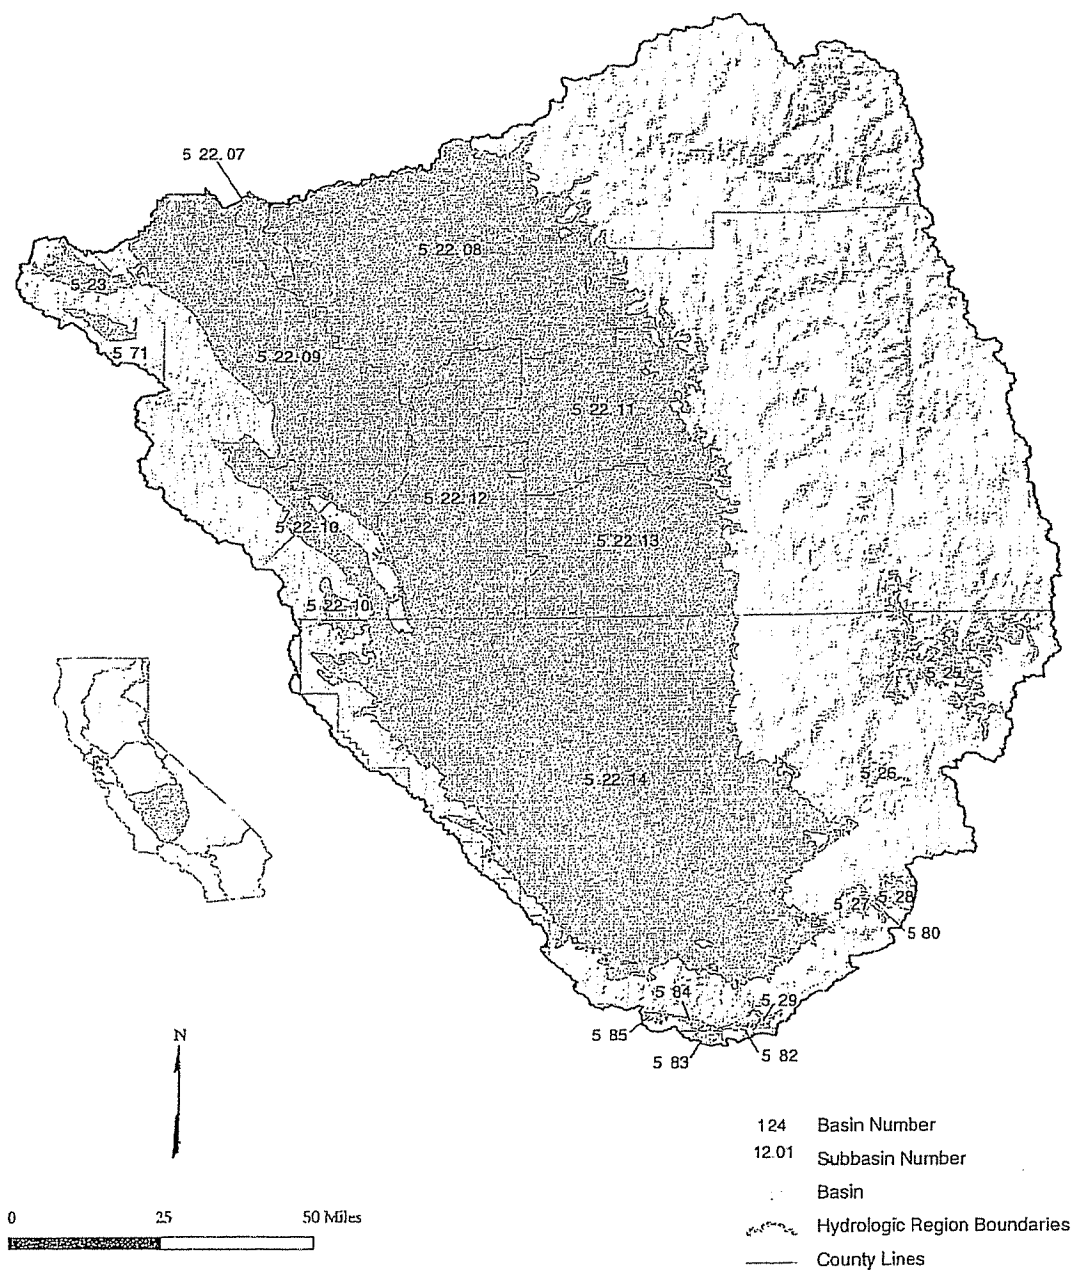 5 22.07
5 22.08
5 23
5 71
5 22.09
5 22 11
5 22.12
5 22.10
5 22 13
5 22 10
5 25
5 22 14
5 26
5 27
5 28
5 80
5 84
5 29
5 85
5 83
5 82
N
124 Basin Number
12.01 Subbasin Number
Basin
Hydrologic Region Boundaries
County Lines
0 25 50 Miles